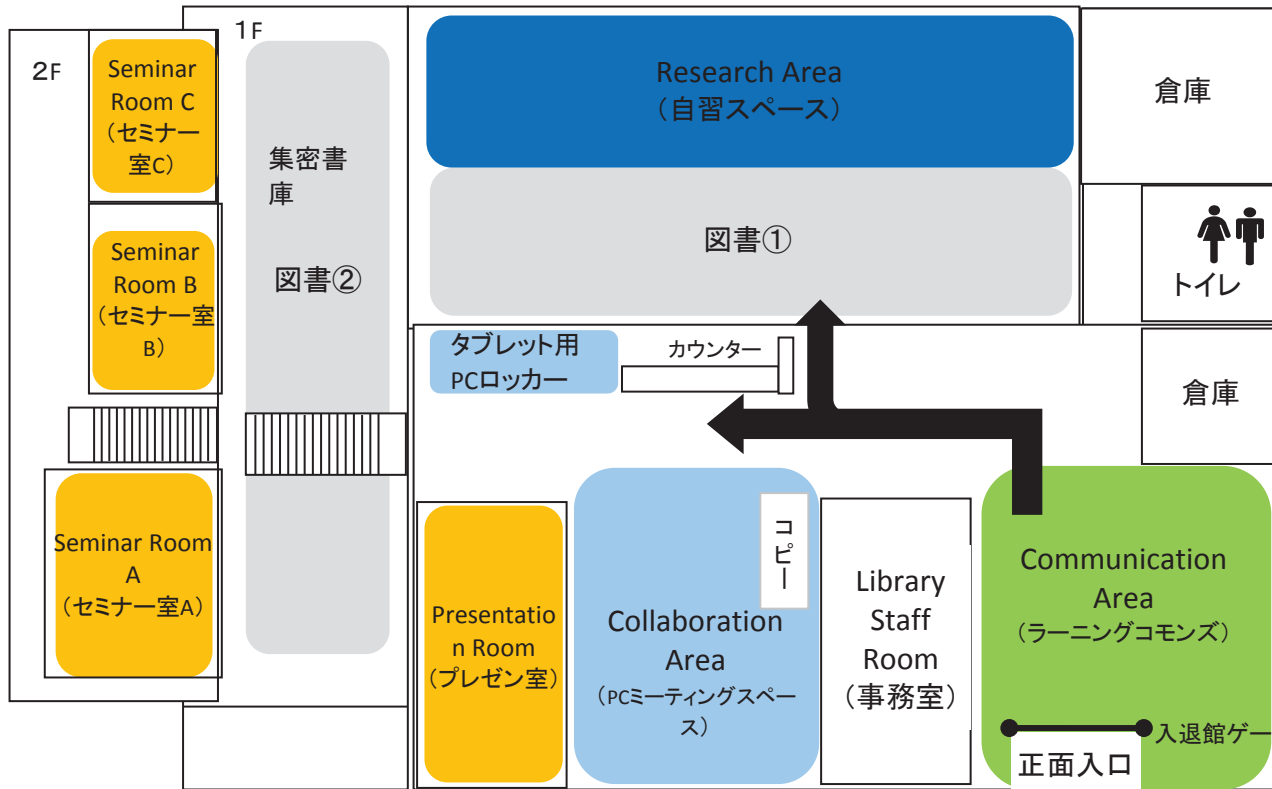 1F
2F
Seminar
Room C
（セミナー
室C）
Seminar
Room B
（セミナー室
B）
Seminar Room
A
（セミナー室A）
集密書
庫
図書②
Research Area
（自習スペース）
図書①
倉庫
トイレ
倉庫
タブレット用
PCロッカー
カウンター
Presentatio
n Room
（プレゼン室）
コピー
Collaboration
Area
（PCミーティングスペー
ス）
Library
Staff
Room
（事務室）
Communication
Area
（ラーニングコモンズ）
入退館ゲー
正面入口